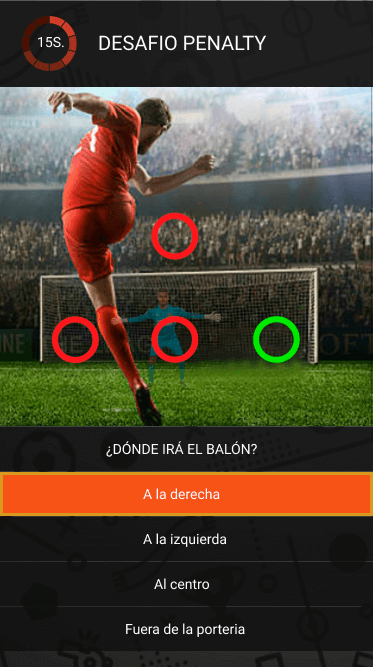 15S.
DESAFIO PENALTY
¿DÓNDE IRÁ EL BALÓN?
A la derecha
A la izquierda
Al centro
Fuera de la porteria